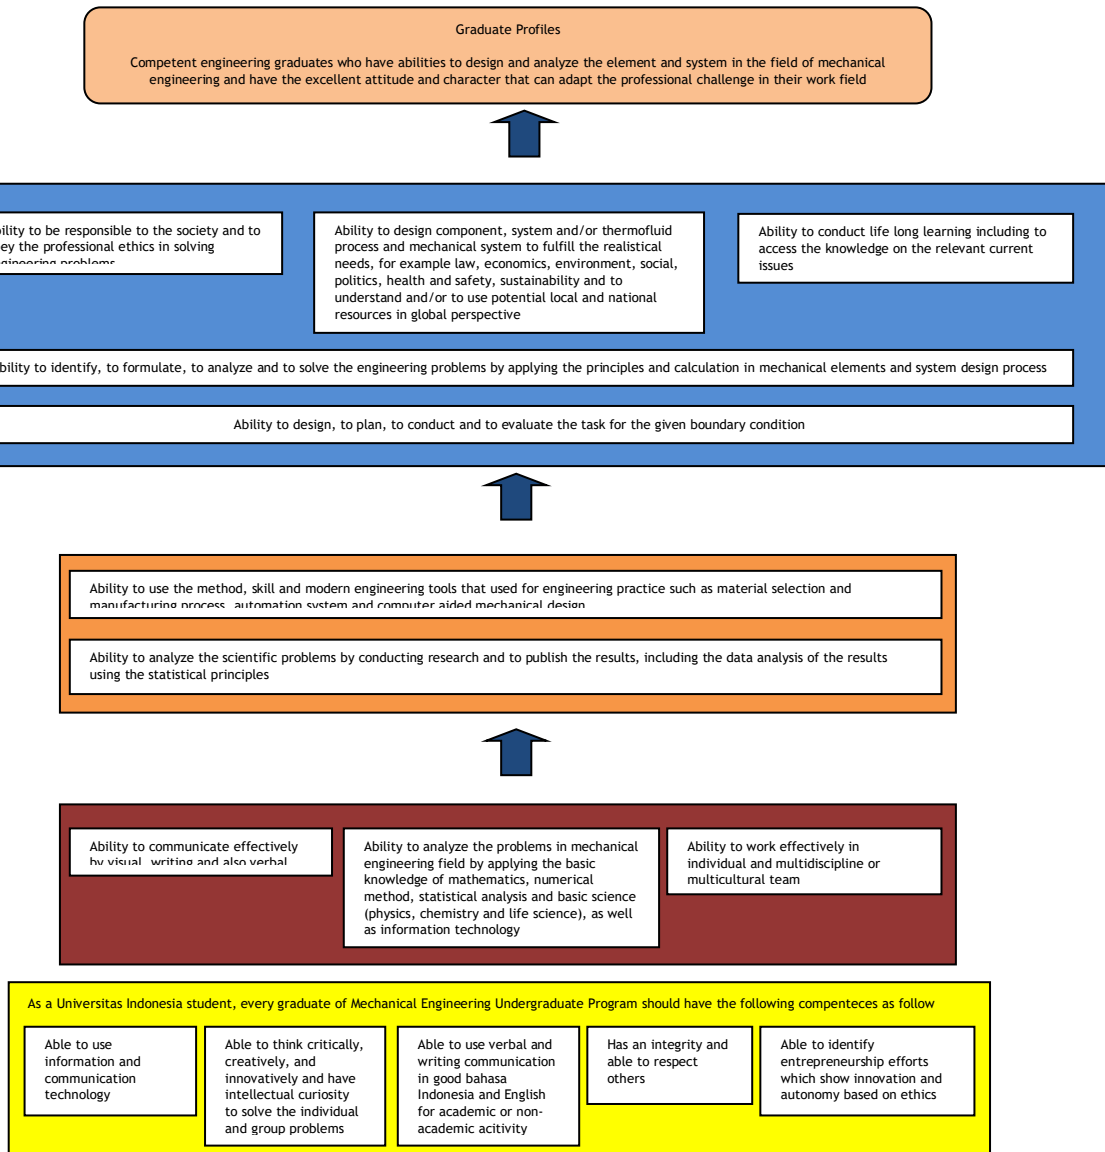 Graduate Profiles
Competent engineering graduates who have abilities to design and analyze the element and system in the field of mechanical
engineering and have the excellent attitude and character that can adapt the professional challenge in their work field
to be responsible to the society and to
the professional ethics in solving
problems
Ability to design component, system and/or thermofluid
process and mechanical system to fulfill the realistical
needs, for example law, economics, environment, social,
politics, health and safety, sustainability and to
understand and/or to use potential local and national
resources in global perspective
Ability to conduct life long learning including to
access the knowledge on the relevant current
issues
to identify, to formulate, to analyze and to solve the engineering problems by applying the principles and calculation in mechanical elements and system design process
Ability to design, to plan, to conduct and to evaluate the task for the given boundary condition
Ability to use the method, skill and modern engineering tools that used for engineering practice such as material selection and
manufacturing process, automation system and computer aided mechanical design
Ability to analyze the scientific problems by conducting research and to publish the results, including the data analysis of the results
using the statistical principles
Ability to communicate effectively
by visual, writing and also verbal
Ability to analyze the problems in mechanical
engineering field by applying the basic
knowledge of mathematics, numerical
method, statistical analysis and basic science
(physics, chemistry and life science), as well
as information technology
Ability to work effectively in
individual and multidiscipline or
multicultural team
As a Universitas Indonesia student, every graduate of Mechanical Engineering Undergraduate Program should have the following compenteces as follow
Able to use
information and
communication
technology
Able to think critically,
creatively, and
innovatively and have
intellectual curiosity
to solve the individual
and group problems
Able to use verbal and
writing communication
in good bahasa
Indonesia and English
for academic or non-
academic acitivity
Has an integrity and
able to respect
others
Able to identify
entrepreneurship efforts
which show innovation and
autonomy based on ethics